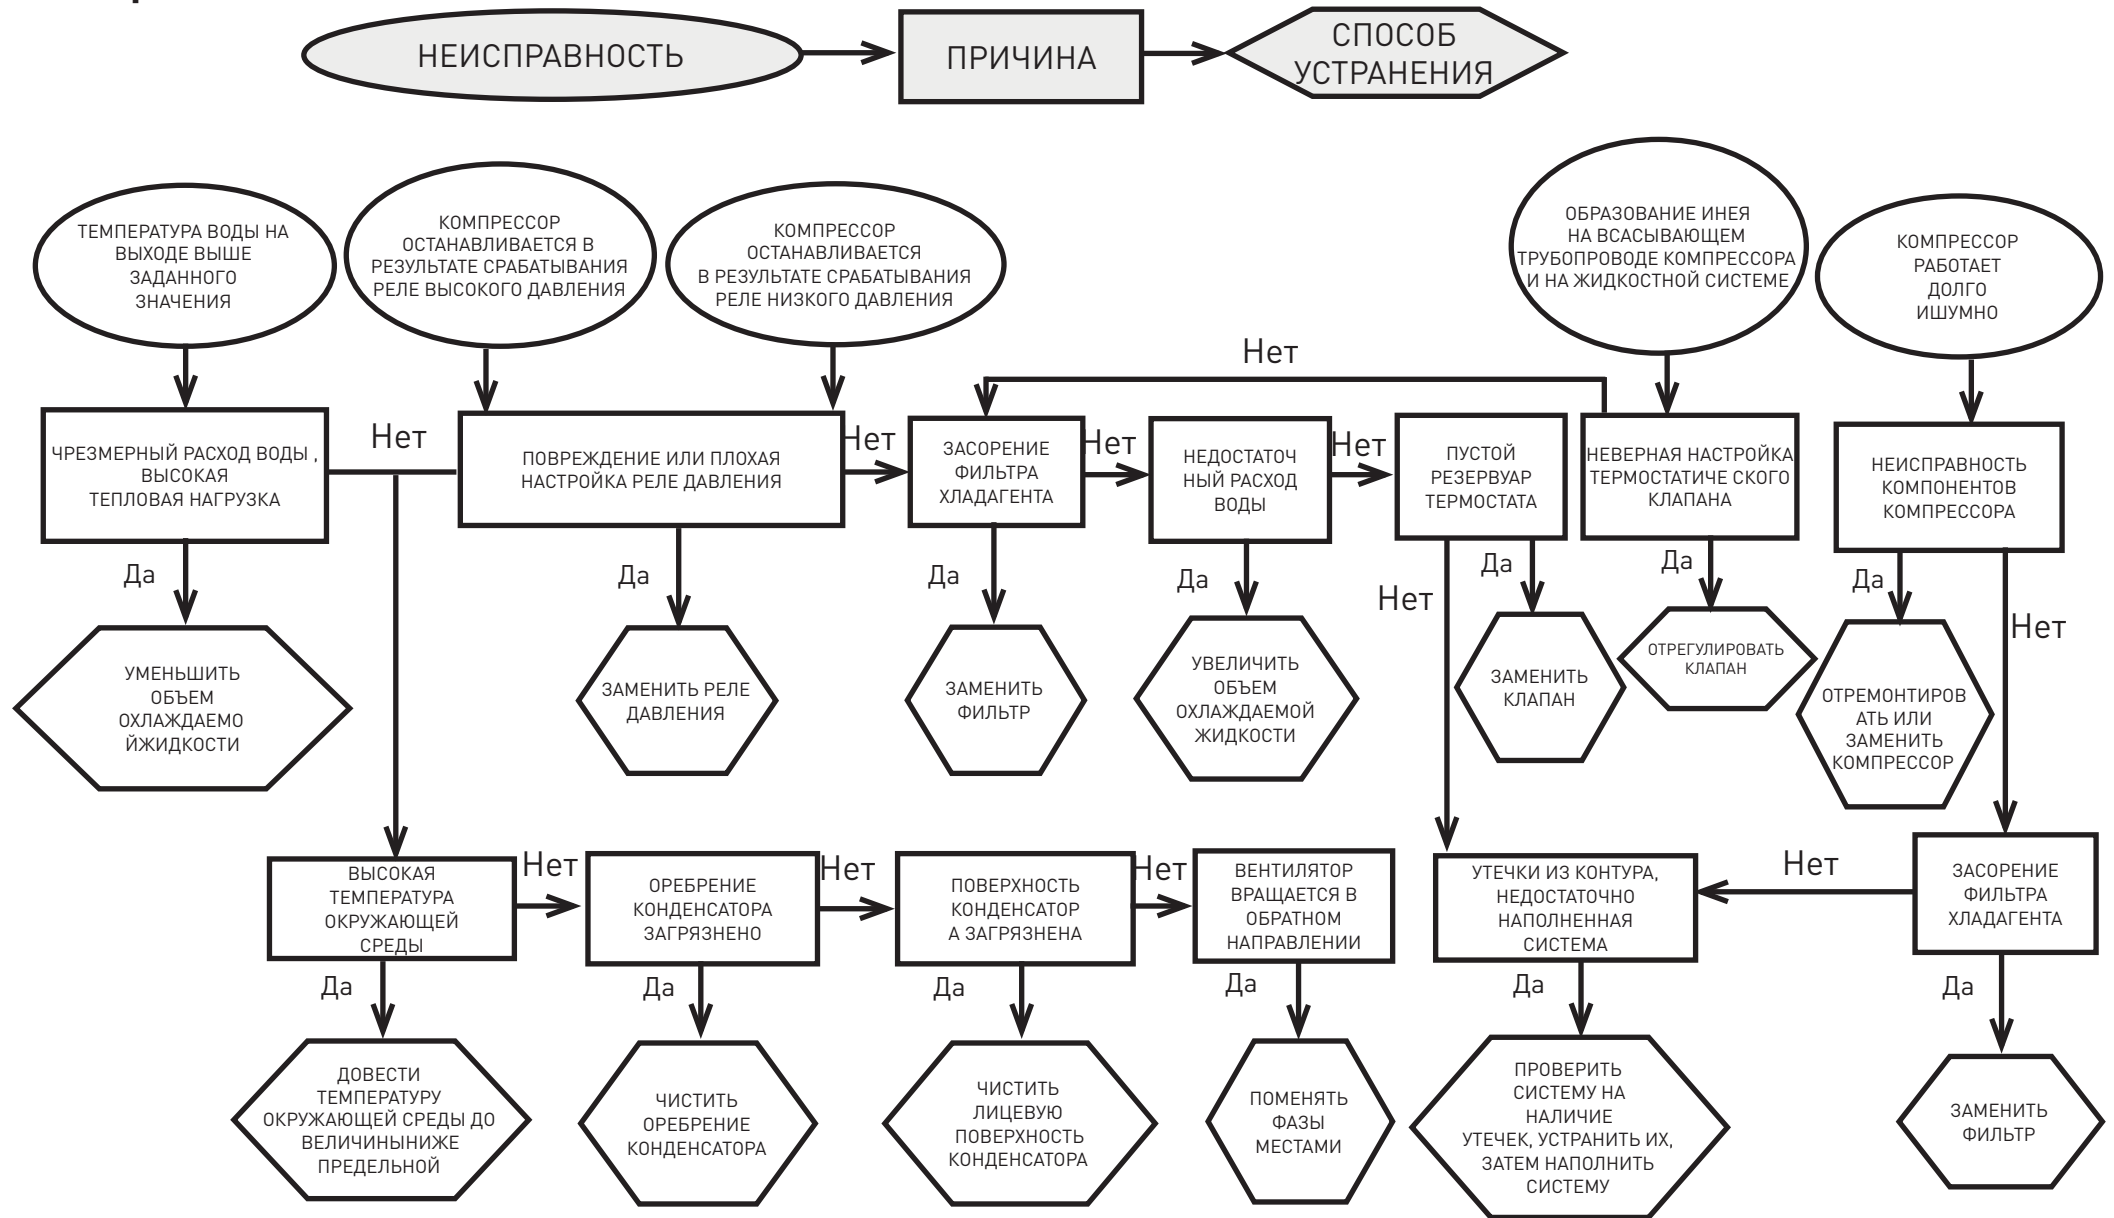 НЕИСПРАВНОСТЬ
ПРИЧИНА
СПОСОБ
УСТРАНЕНИЯ
ТЕМПЕРАТУРА ВОДЫ НА
ВЫХОДЕ ВЫШЕ
ЗАДАННОГО
ЗНАЧЕНИЯ
КОМПРЕССОР
ОСТАНАВЛИВАЕТСЯ В
РЕЗУЛЬТАТЕ СРАБАТЫВАНИЯ
РЕЛЕ ВЫСОКОГО ДАВЛЕНИЯ
КОМПРЕССОР
ОСТАНАВЛИВАЕТСЯ
В РЕЗУЛЬТАТЕ СРАБАТЫВАНИЯ
РЕЛЕ НИЗКОГО ДАВЛЕНИЯ
ОБРАЗОВАНИЕ ИНЕЯ
НА ВСАСЫВАЮЩЕМ
ТРУБОПРОВОДЕ КОМПРЕССОРА
И НА ЖИДКОСТНОЙ СИСТЕМЕ
КОМПРЕССОР
РАБОТАЕТ
ДОЛГО
ИШУМНО
Нет
ЧРЕЗМЕРНЫЙ РАСХОД ВОДЫ ,
ВЫСОКАЯ
ТЕПЛОВАЯ НАГРУЗКА
Нет
ПОВРЕЖДЕНИЕ ИЛИ ПЛОХАЯ
НАСТРОЙКА РЕЛЕ ДАВЛЕНИЯ
Нет
ЗАСОРЕНИЕ
ФИЛЬТРА
ХЛАДАГЕНТА
Нет
НЕДОСТАТОЧ
НЫЙ РАСХОД
ВОДЫ
Нет
ПУСТОЙ
РЕЗЕРВУАР
ТЕРМОСТАТА
НЕВЕРНАЯ НАСТРОЙКА
ТЕРМОСТАТИЧЕ СКОГО
КЛАПАНА
НЕИСПРАВНОСТЬ
КОМПОНЕНТОВ
КОМПРЕССОРА
Да
Да
Да
Да
Нет
Да
Да
Да
Нет
УМЕНЬШИТЬ
ОБЪЕМ
ОХЛАЖДАЕМО
ЙЖИДКОСТИ
ЗАМЕНИТЬ РЕЛЕ
ДАВЛЕНИЯ
ЗАМЕНИТЬ
ФИЛЬТР
УВЕЛИЧИТЬ
ОБЪЕМ
ОХЛАЖДАЕМОЙ
ЖИДКОСТИ
ЗАМЕНИТЬ
КЛАПАН
ОТРЕГУЛИРОВАТЬ
КЛАПАН
ОТРЕМОНТИРОВ
АТЬ ИЛИ
ЗАМЕНИТЬ
КОМПРЕССОР
ВЫСОКАЯ
ТЕМПЕРАТУРА
ОКРУЖАЮЩЕЙ
СРЕДЫ
Нет
ОРЕБРЕНИЕ
КОНДЕНСАТОРА
ЗАГРЯЗНЕНО
Нет
ПОВЕРХНОСТЬ
КОНДЕНСАТОР
А ЗАГРЯЗНЕНА
Нет
ВЕНТИЛЯТОР
ВРАЩАЕТСЯ В
ОБРАТНОМ
НАПРАВЛЕНИИ
УТЕЧКИ ИЗ КОНТУРА,
НЕДОСТАТОЧНО
НАПОЛНЕННАЯ
СИСТЕМА
Нет
ЗАСОРЕНИЕ
ФИЛЬТРА
ХЛАДАГЕНТА
Да
Да
Да
Да
Да
Да
ДОВЕСТИ
ТЕМПЕРАТУРУ
ОКРУЖАЮЩЕЙ СРЕДЫ ДО
ВЕЛИЧИНЫНИЖЕ
ПРЕДЕЛЬНОЙ
ЧИСТИТЬ
ОРЕБРЕНИЕ
КОНДЕНСАТОРА
ЧИСТИТЬ
ЛИЦЕВУЮ
ПОВЕРХНОСТЬ
КОНДЕНСАТОРА
ПОМЕНЯТЬ
ФАЗЫ
МЕСТАМИ
ПРОВЕРИТЬ
СИСТЕМУ НА
НАЛИЧИЕ
УТЕЧЕК, УСТРАНИТЬ ИХ,
ЗАТЕМ НАПОЛНИТЬ
СИСТЕМУ
ЗАМЕНИТЬ
ФИЛЬТР